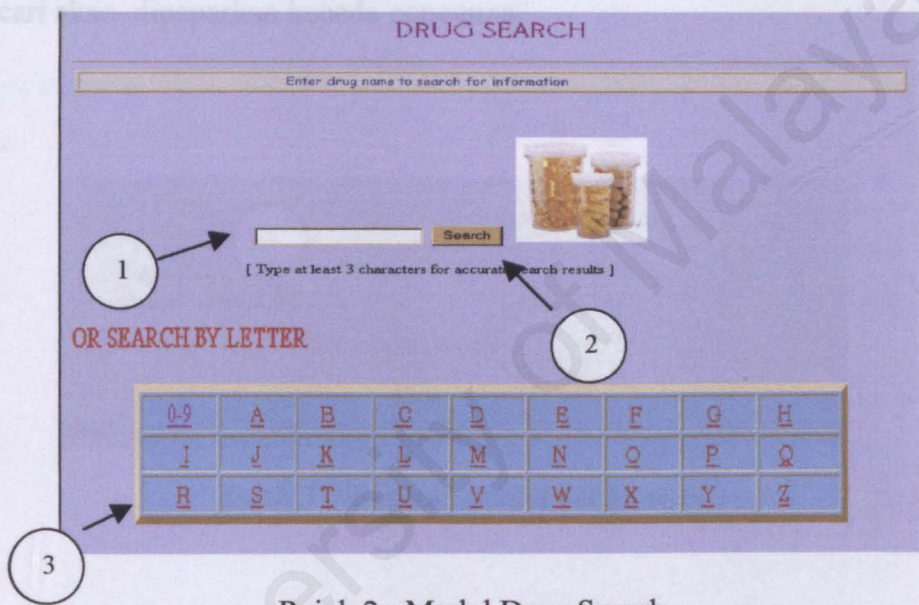 DRUG SEARCH
Enter drug name to search for information
Search
1
[ Type at least 3 characters for accurate search results ]
2
OR SEARCH BY LETTER
0-9 A B C D E F G H
I J K L M N O P Q
R S T U V W X Y Z
3